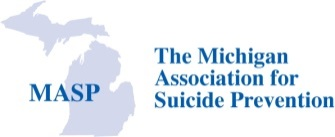 MASP
The Michigan
Association for
Suicide Prevention